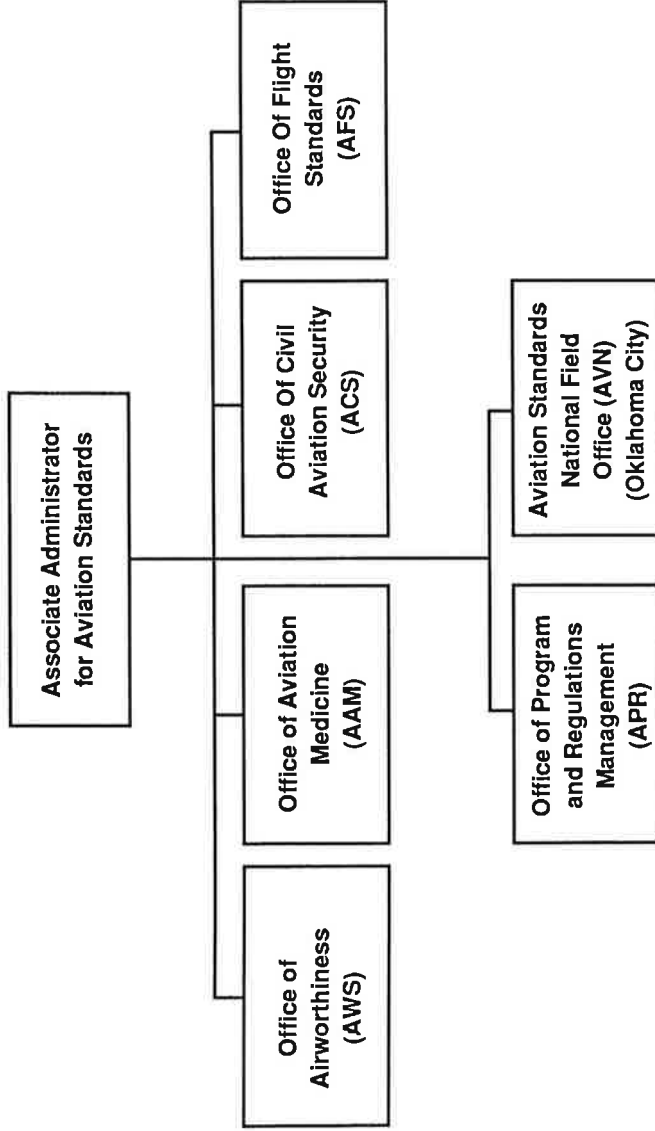 Associate Administrator
for Aviation Standards
Office of
Airworthiness
(AWS)
Office of Aviation
Medicine
(AAM)
Office Of Civil
Aviation Security
(ACS)
Office Of Flight
Standards
(AFS)
Office of Program
and Regulations
Management
(APR)
Aviation Standards
National Field
Office (AVN)
(Oklahoma City)